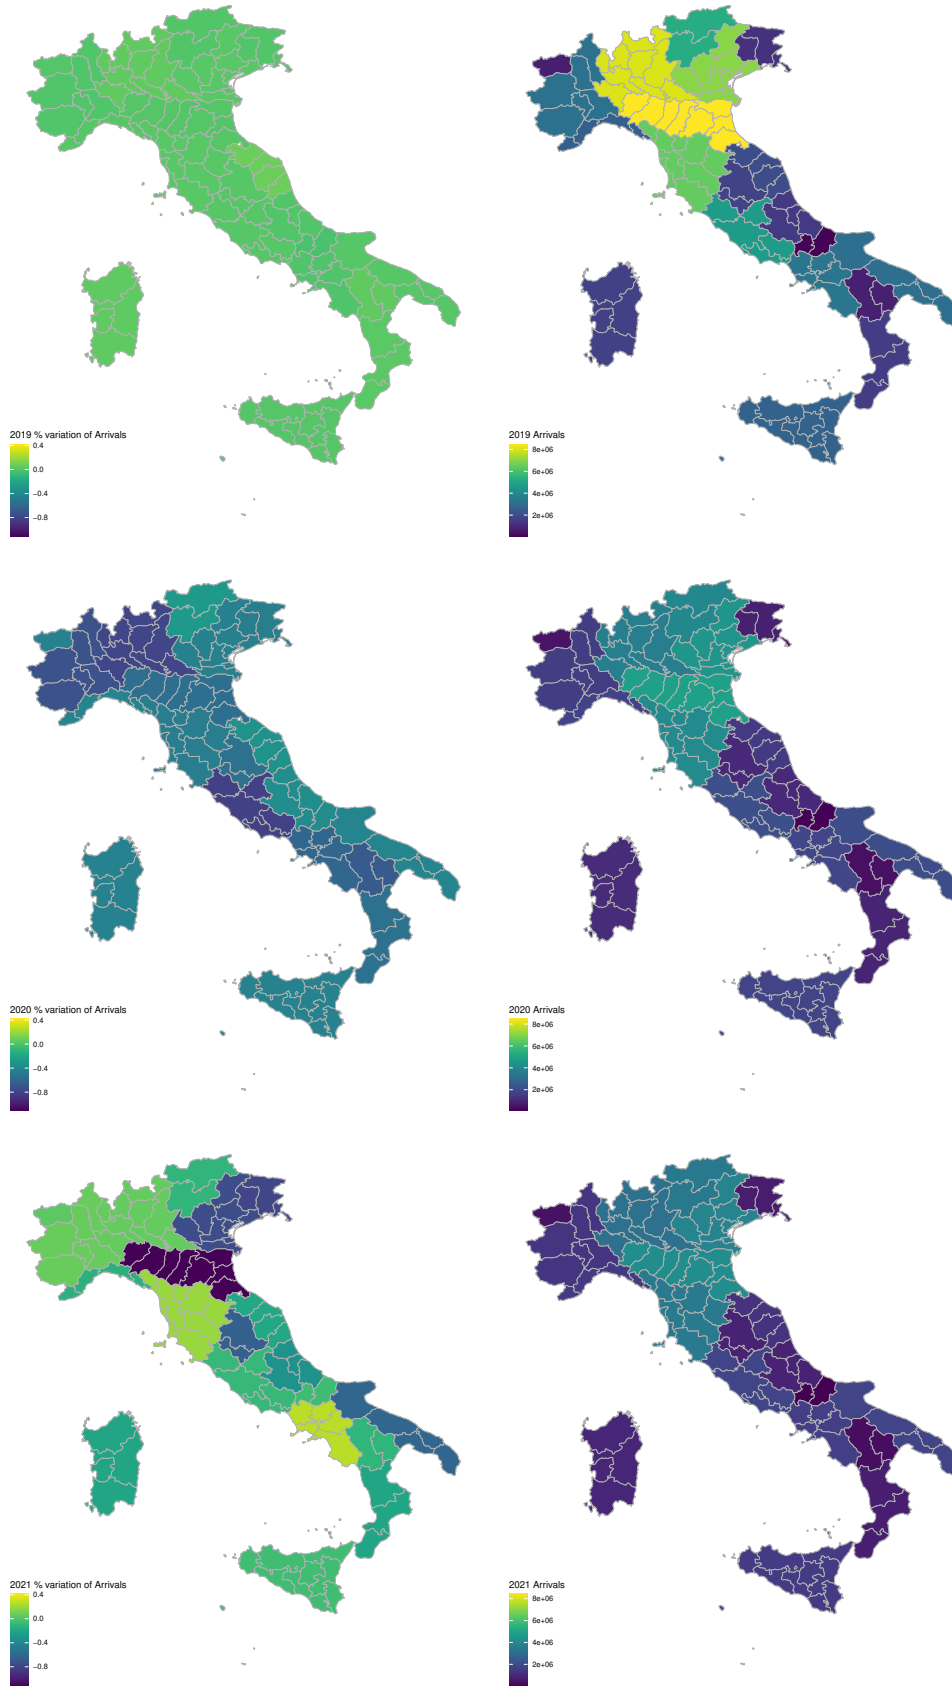 2019 % variation of Arrivals
0.4
0.0
−0.4
−0.8
2019 Arrivals
8e+06
6e+06
4e+06
2e+06
2020 % variation of Arrivals
0.4
0.0
−0.4
−0.8
2020 Arrivals
8e+06
6e+06
4e+06
2e+06
2021 % variation of Arrivals
0.4
0.0
−0.4
−0.8
2021 Arrivals
8e+06
6e+06
4e+06
2e+06